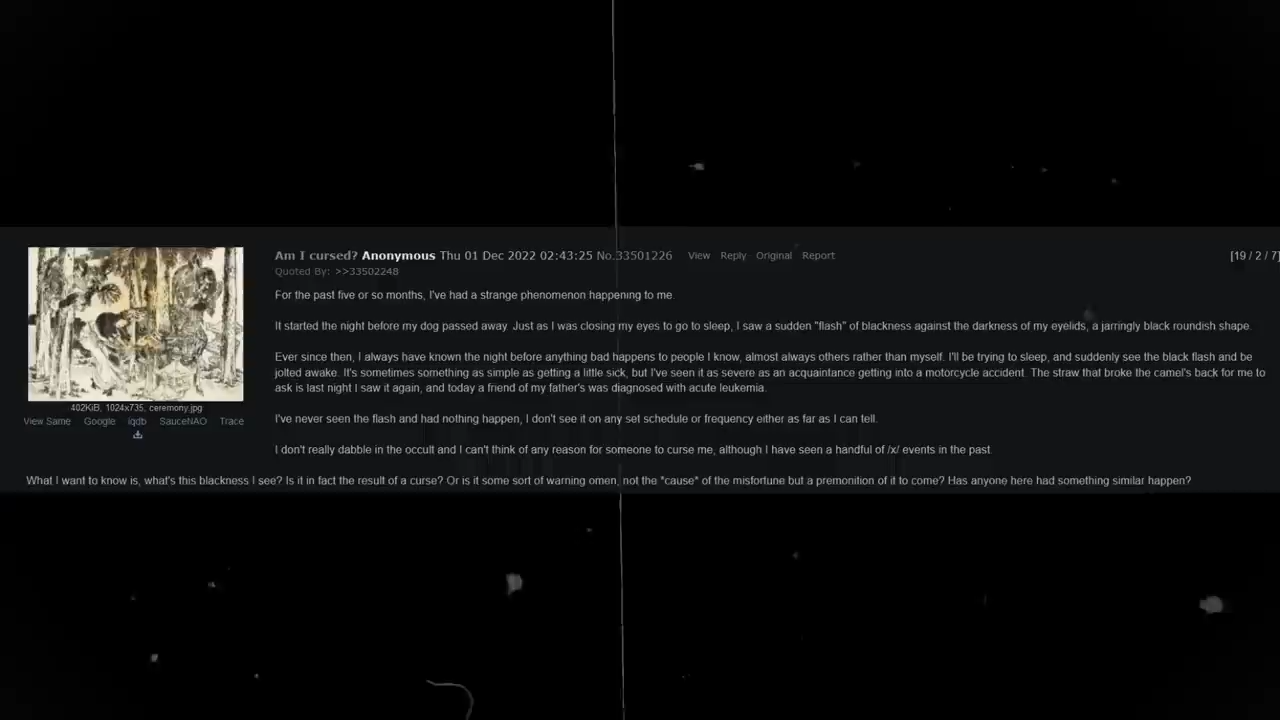 Am I cursed? Anonymous Thu 01 Dec 2022 02:43:25 No.33501226 View Reply Original Report [19 / 2 / 7]
Quoted By: >>33502248
For the past five or so months, I've had a strange phenomenon happening to me.
It started the night before my dog passed away. Just as I was closing my eyes to go to sleep, I saw a sudden "flash" of blackness against the darkness of my eyelids, a jarringly black roundish shape.
Ever since then, I always have known the night before anything bad happens to people I know, almost always others rather than myself. I'll be trying to sleep, and suddenly see the black flash and be
jolted awake. It's sometimes something as simple as getting a little sick, but I've seen it as severe as an acquaintance getting into a motorcycle accident. The straw that broke the camel's back for me to
ask is last night I saw it again, and today a friend of my father's was diagnosed with acute leukemia.
402KiB, 1024x735, ceremony.jpg
View Same Google iqdb SauceNAO Trace
I've never seen the flash and had nothing happen, I don't see it on any set schedule or frequency either as far as I can tell.
I don't really dabble in the occult and I can't think of any reason for someone to curse me, although I have seen a handful of /x/ events in the past.
What I want to know is, what's this blackness I see? Is it in fact the result of a curse? Or is it some sort of warning omen, not the *cause* of the misfortune but a premonition of it to come? Has anyone here had something similar happen?